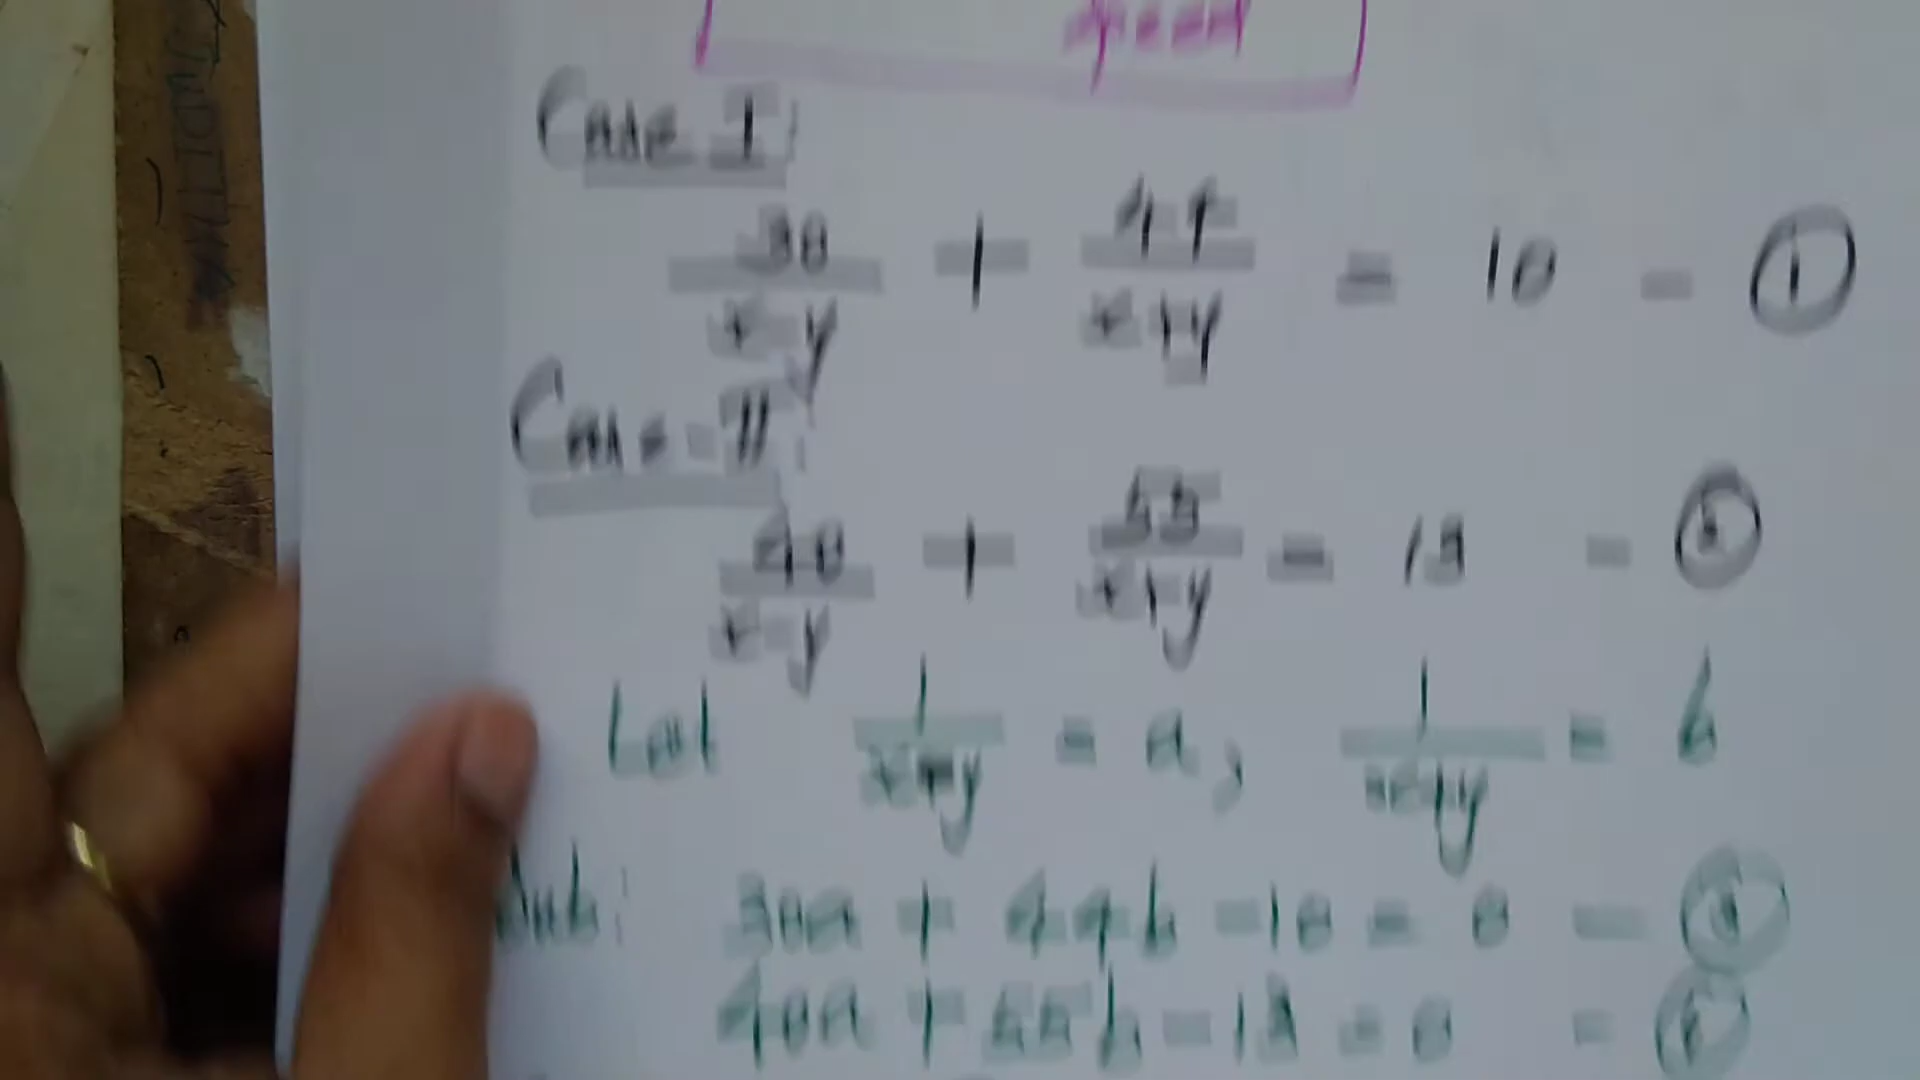 speed
Case I:
30/(x-y) + 44/(x+y) = 10 - ①
Case - II:
40/(x-y) + 55/(x+y) = 13 - ②
Let 1/(x-y) = a, 1/(x+y) = b
Sub: 30a + 44b - 10 = 0 - ③
40a + 55b - 13 = 0 - ④